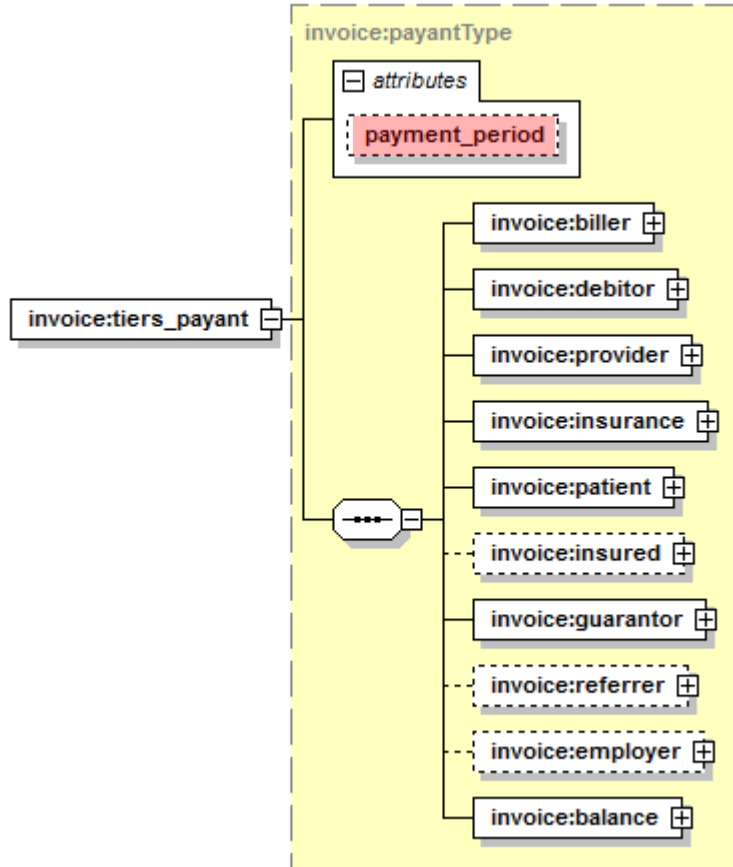 invoice:payantType
attributes
payment_period
invoice:biller
invoice:debitor
invoice:tiers_payant
invoice:provider
invoice:insurance
invoice:patient
invoice:insured
invoice:guarantor
invoice:referrer
invoice:employer
invoice:balance